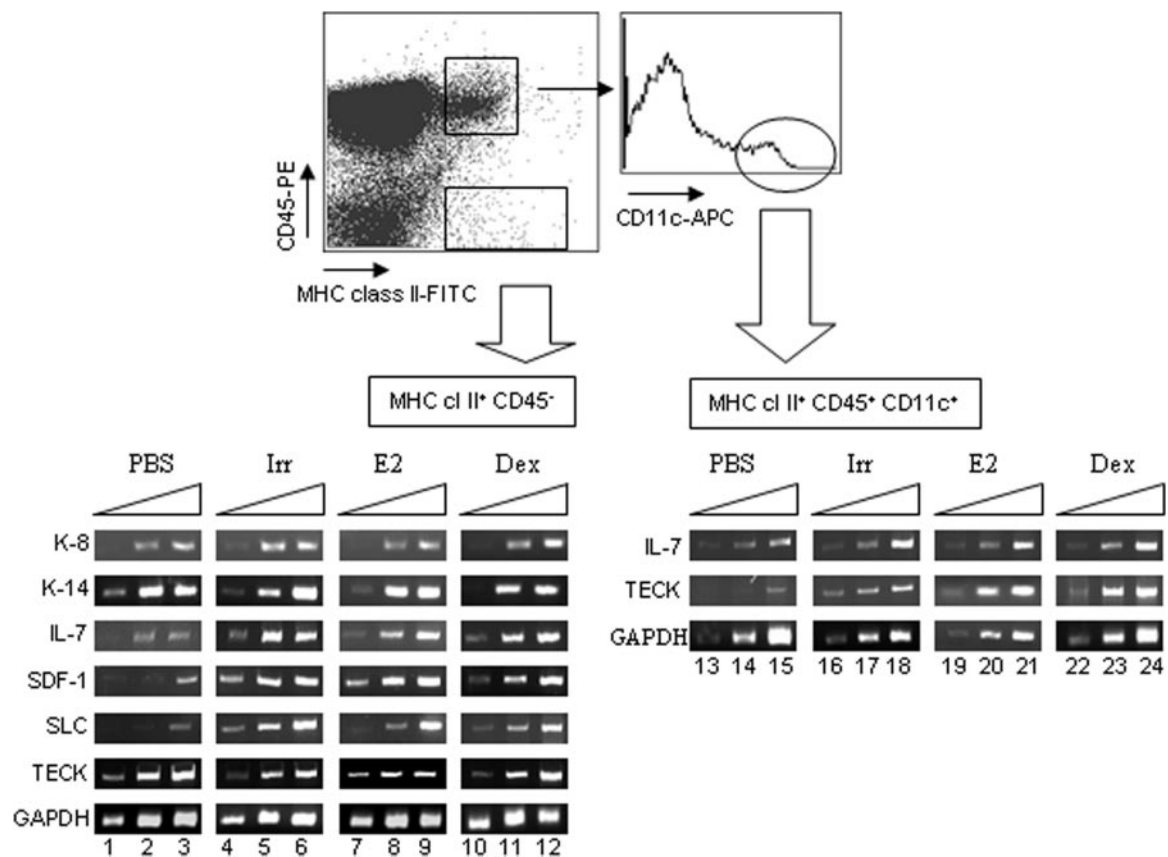 CD45-PE
MHC class II-FITC
CD11c-APC
MHC cl II⁺ CD45⁻
MHC cl II⁺ CD45⁺ CD11c⁺
PBS Irr E2 Dex
K-8
K-14
IL-7
SDF-1
SLC
TECK
GAPDH
1 2 3 4 5 6 7 8 9 10 11 12
PBS Irr E2 Dex
IL-7
TECK
GAPDH
13 14 15 16 17 18 19 20 21 22 23 24